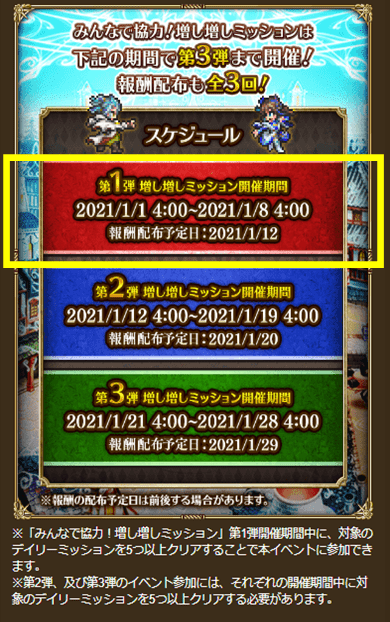 みんなで協力!増し増しミッションは
下記の期間で第3弾まで開催!
報酬配布も全3回!
スケジュール
第1弾 増し増しミッション開催期間
2021/1/1 4:00~2021/1/8 4:00
報酬配布予定日:2021/1/12
第2弾 増し増しミッション開催期間
2021/1/12 4:00~2021/1/19 4:00
報酬配布予定日:2021/1/20
第3弾 増し増しミッション開催期間
2021/1/21 4:00~2021/1/28 4:00
報酬配布予定日:2021/1/29
※報酬の配布予定日は前後する場合があります。
※「みんなで協力!増し増しミッション」第1弾開催期間中に、対象の
デイリーミッションを5つ以上クリアすることで本イベントに参加でき
ます。
※第2弾、及び第3弾のイベント参加には、それぞれの開催期間中に対
象のデイリーミッションを5つ以上クリアする必要があります。